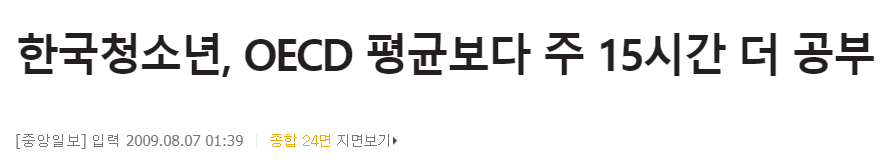 한국청소년, OECD 평균보다 주 15시간 더 공부
[중앙일보] 입력 2009.08.07 01:39 종합 24면 지면보기